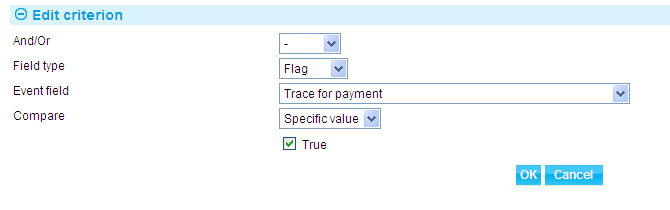 Edit criterion
And/Or -
Field type Flag
Event field Trace for payment
Compare Specific value
True
OK Cancel